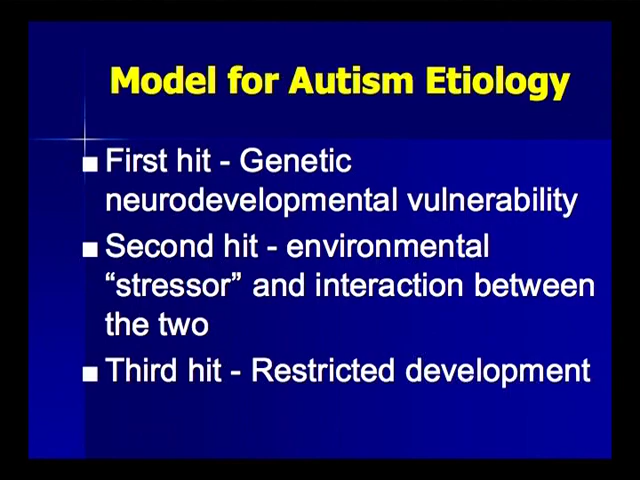 Model for Autism Etiology
■ First hit - Genetic
neurodevelopmental vulnerability
■ Second hit - environmental
“stressor” and interaction between
the two
■ Third hit - Restricted development